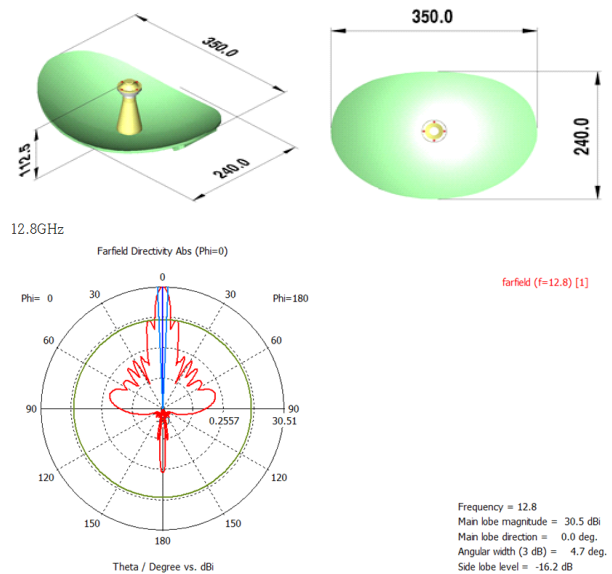 350.0
112.5
240.0
350.0
240.0
12.8GHz
Farfield Directivity Abs (Phi=0)
farfield (f=12.8) [1]
Phi= 0
30
0
30
Phi=180
60
60
90
0.2557
30.51
90
120
120
150
150
180
Theta / Degree vs. dBi
Frequency = 12.8
Main lobe magnitude = 30.5 dBi
Main lobe direction = 0.0 deg.
Angular width (3 dB) = 4.7 deg.
Side lobe level = -16.2 dB